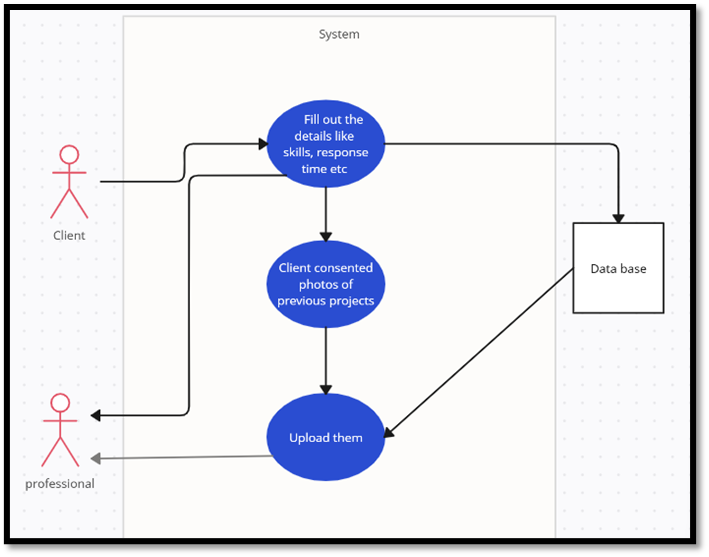 System
Fill out the
details like
skills, response
time etc
Client
Client consented
photos of
previous projects
Data base
Upload them
professional